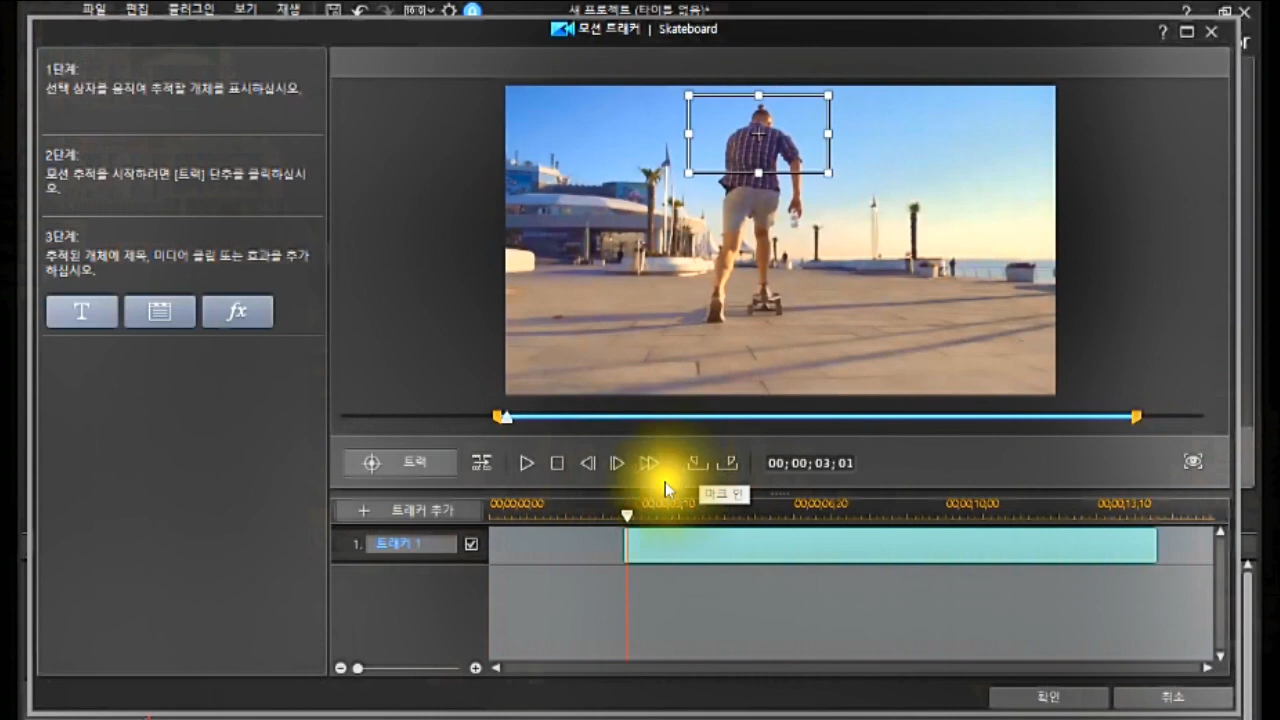 파일 편집 플러그인 보기 재생
새 프로젝트 (타이틀 없음)*
모션 트래커 | Skateboard
1단계:
선택 상자를 움직여 추적할 개체를 표시하십시오.
2단계:
모션 추적을 시작하려면 [트랙] 단추를 클릭하십시
오.
3단계:
추적된 개체에 제목, 미디어 클립 또는 효과를 추가
하십시오.
T
fx
트랙
00;00;03;01
마크 인
트래커 추가
00;00;00;00
00;00;06;20
00;00;10;00
00;00;13;10
1. 트래커 1
확인 취소